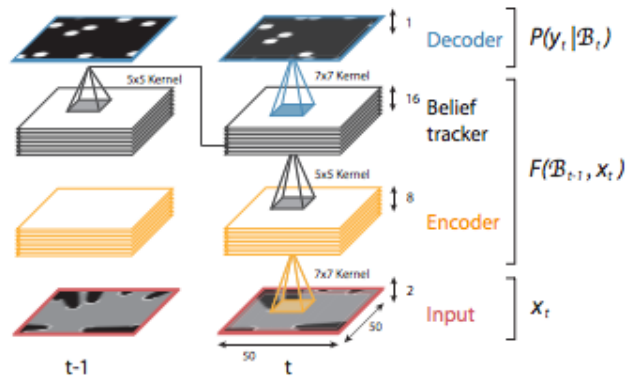 1
Decoder
P(y_t|ℬ_t)
5x5 Kernel
7x7 Kernel
16
Belief
tracker
F(ℬ_{t-1}, x_t)
5x5 Kernel
8
Encoder
7x7 Kernel
2
Input
x_t
50
50
t-1
t